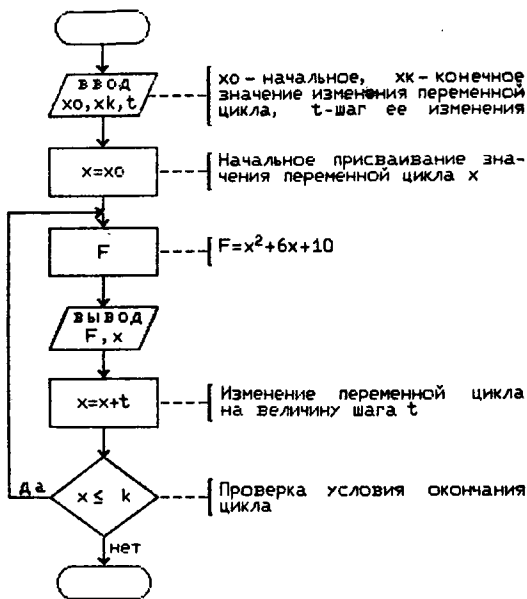 ВВОД
xo, xk, t
xo – начальное, xк – конечное
значение изменения переменной
цикла, t-шаг ее изменения
x=xo
Начальное присваивание зна-
чения переменной цикла x
F
F=x²+6x+10
ВЫВОД
F, x
x=x+t
Изменение переменной цикла
на величину шага t
да
x ≤ k
Проверка условия окончания
цикла
нет